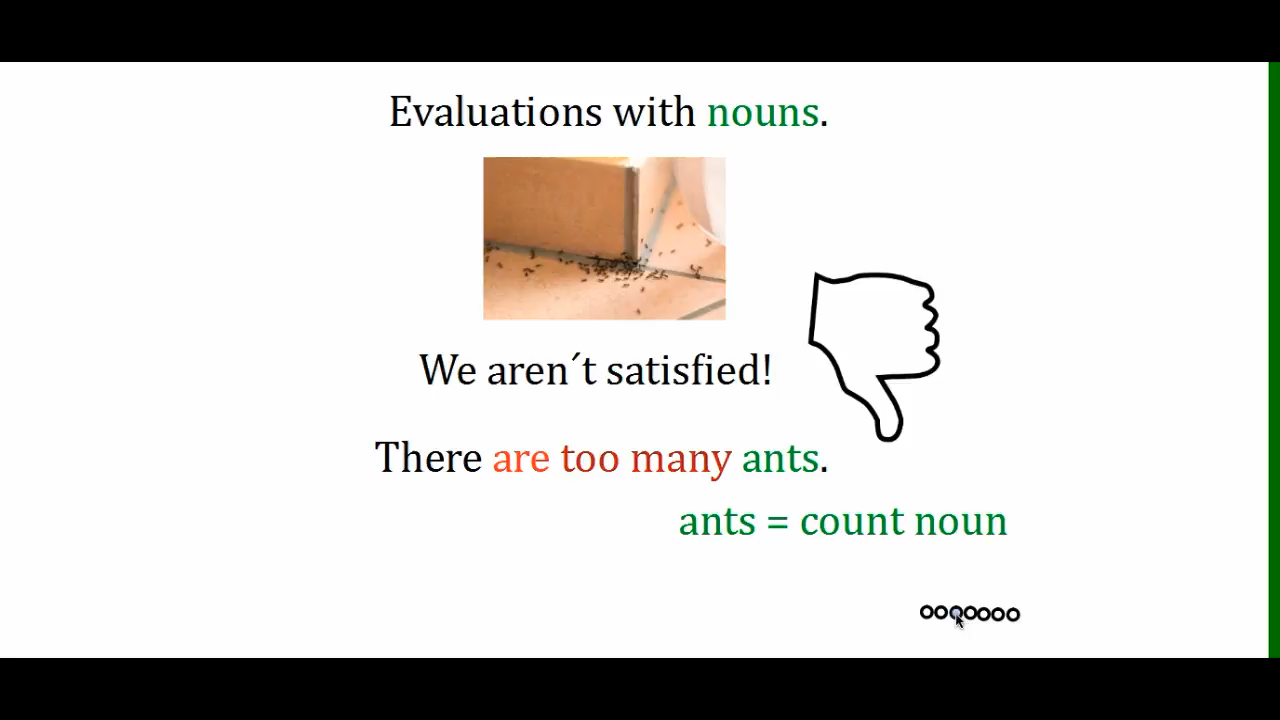 Evaluations with nouns.
We aren´t satisfied!
There are too many ants.
ants = count noun